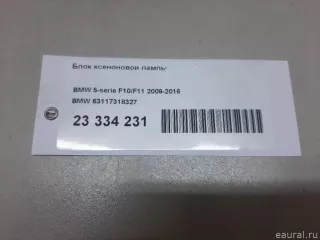 Блок ксеноновой лампы
BMW 5-serie F10/F11 2009-2016
BMW 63117318327
23 334 231
eaural.ru